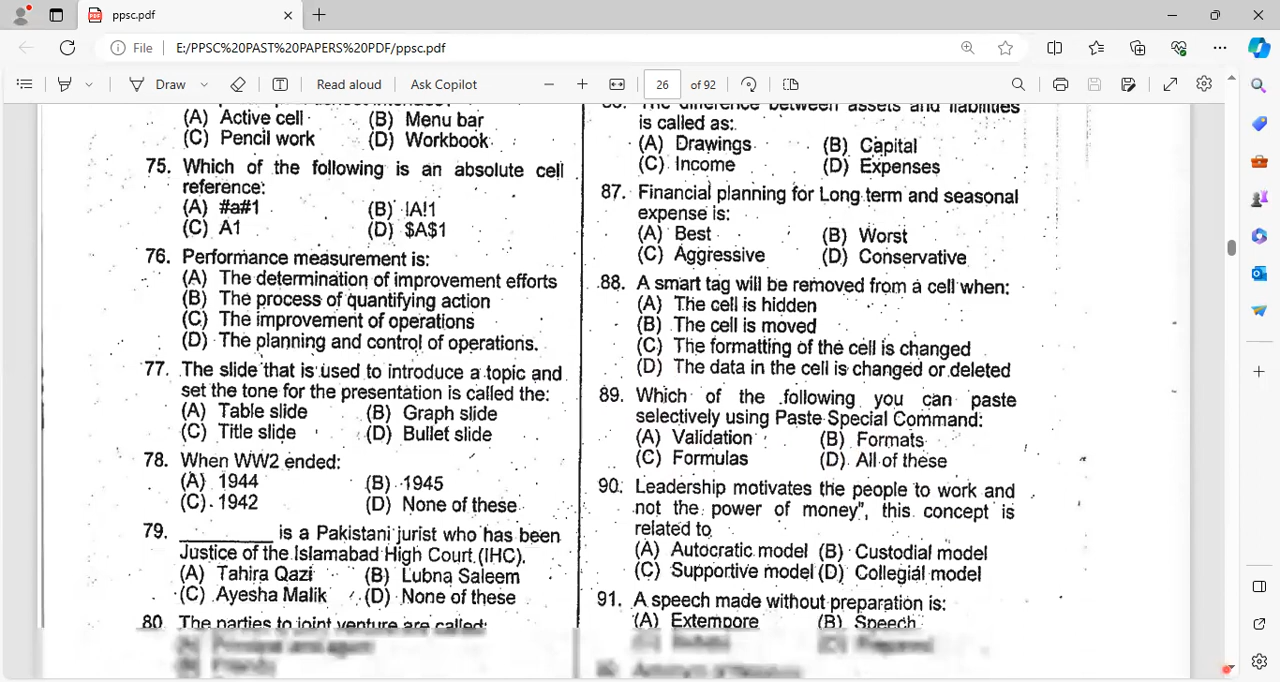 ppsc.pdf
File
E:/PPSC%20PAST%20PAPERS%20PDF/ppsc.pdf
Draw
Read aloud
Ask Copilot
26
of 92
(A) Active cell (B) Menu bar
(C) Pencil work (D) Workbook
75. Which of the following is an absolute cell
reference:
(A) #a#1 (B) !A!1
(C) A1 (D) $A$1
76. Performance measurement is:
(A) The determination of improvement efforts
(B) The process of quantifying action
(C) The improvement of operations
(D) The planning and control of operations.
77. The slide that is used to introduce a topic and
set the tone for the presentation is called the:
(A) Table slide (B) Graph slide
(C) Title slide (D) Bullet slide
78. When WW2 ended:
(A) 1944 (B) 1945
(C) 1942 (D) None of these
79. ________ is a Pakistani jurist who has been
Justice of the Islamabad High Court (IHC).
(A) Tahira Qazi (B) Lubna Saleem
(C) Ayesha Malik (D) None of these
80. The parties to joint venture are called:
The difference between assets and liabilities
is called as:
(A) Drawings (B) Capital
(C) Income (D) Expenses
87. Financial planning for Long term and seasonal
expense is:
(A) Best (B) Worst
(C) Aggressive (D) Conservative
88. A smart tag will be removed from a cell when:
(A) The cell is hidden
(B) The cell is moved
(C) The formatting of the cell is changed
(D) The data in the cell is changed or deleted
89. Which of the following you can paste
selectively using Paste Special Command:
(A) Validation (B) Formats
(C) Formulas (D) All of these
90. Leadership motivates the people to work and
not the power of money", this concept is
related to
(A) Autocratic model (B) Custodial model
(C) Supportive model (D) Collegial model
91. A speech made without preparation is:
(A) Extempore (B) Speech